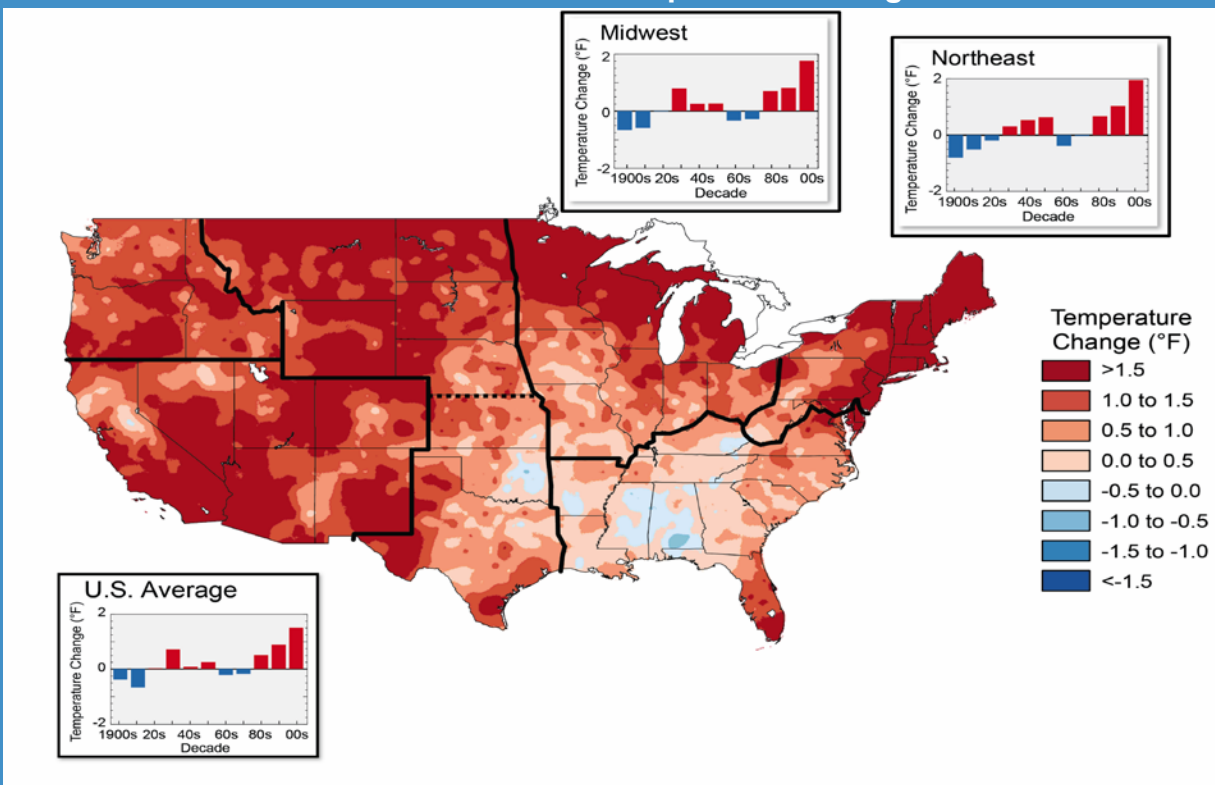 Midwest
Temperature Change (°F)
2
0
-2
1900s 20s 40s 60s 80s 00s
Decade
Northeast
Temperature Change (°F)
2
0
-2
1900s 20s 40s 60s 80s 00s
Decade
Temperature
Change (°F)
>1.5
1.0 to 1.5
0.5 to 1.0
0.0 to 0.5
-0.5 to 0.0
-1.0 to -0.5
-1.5 to -1.0
<-1.5
U.S. Average
Temperature Change (°F)
2
0
-2
1900s 20s 40s 60s 80s 00s
Decade